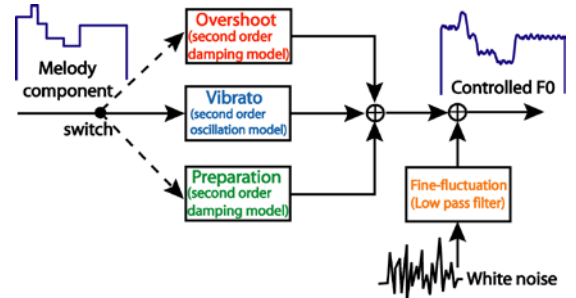 Overshoot
(second order
damping model)
Melody
component
switch
Vibrato
(second order
oscillation model)
Preparation
(second order
damping model)
Controlled F0
Fine-fluctuation
(Low pass filter)
White noise